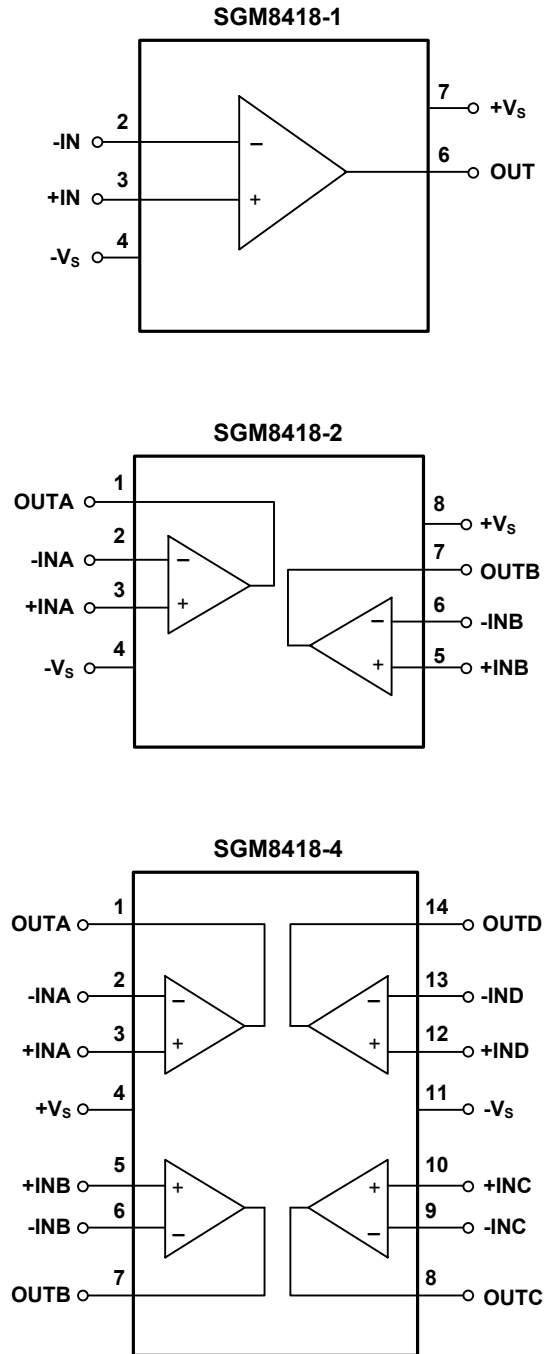 SGM8418-1
7
+VS
2
-IN
−
6
OUT
3
+IN
+
4
-VS
SGM8418-2
1
OUTA
8
+VS
2
-INA
−
7
OUTB
3
+INA
+
6
-INB
−
4
-VS
5
+INB
+
SGM8418-4
1
OUTA
14
OUTD
2
-INA
−
13
-IND
−
3
+INA
+
12
+IND
+
4
+VS
11
-VS
5
+INB
+
10
+INC
+
6
-INB
−
9
-INC
−
7
OUTB
8
OUTC